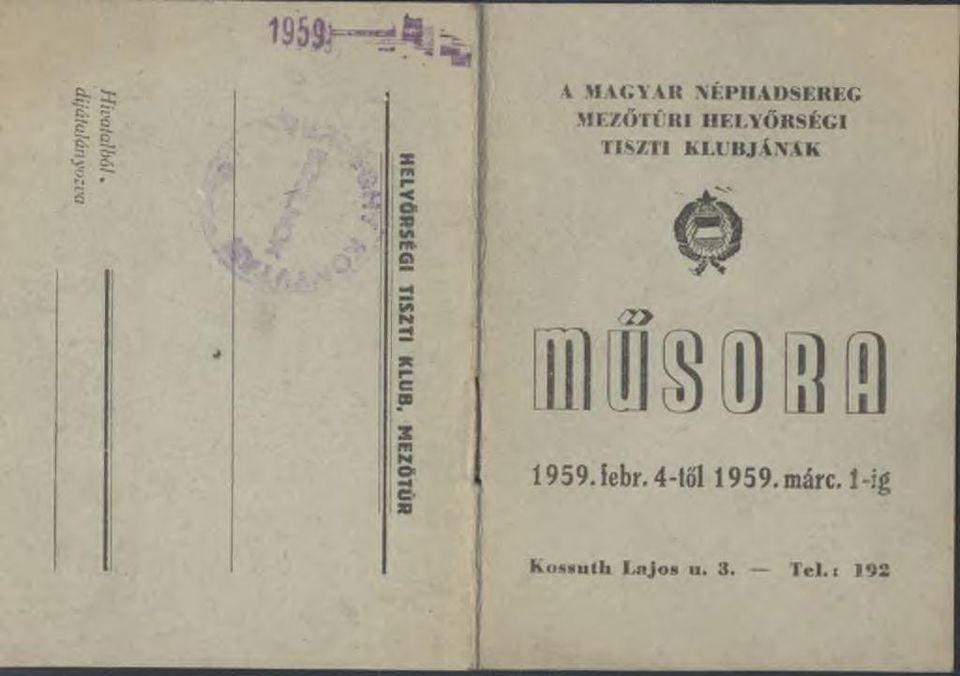 1959
Hivatalból
díjátalányozva
HELYŐRSÉGI TISZTI KLUB, MEZŐTÚR
A MAGYAR NÉPHADSEREG
MEZŐTÚRI HELYŐRSÉGI
TISZTI KLUBJÁNAK
MŰSORA
1959. febr. 4-től 1959. márc. 1-ig
Kossuth Lajos u. 3. — Tel.: 192